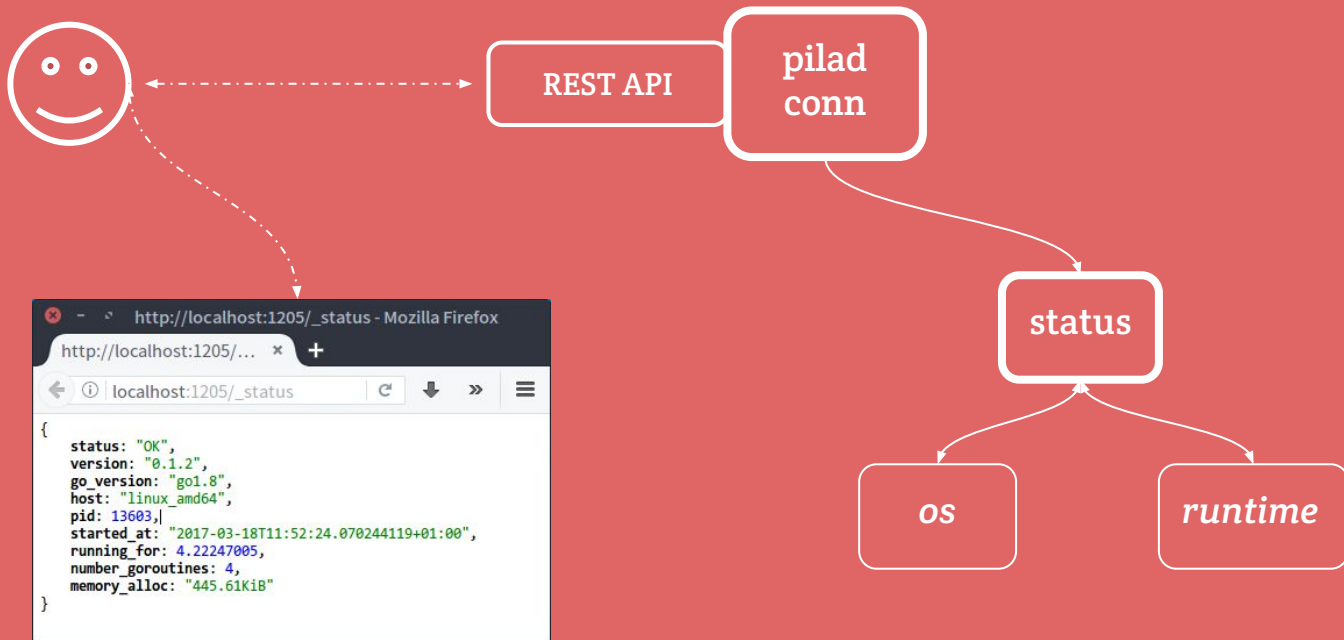 REST API
pilad
conn
status
os
runtime
http://localhost:1205/_status - Mozilla Firefox
http://localhost:1205/...
localhost:1205/_status
{
status: "OK",
version: "0.1.2",
go_version: "go1.8",
host: "linux_amd64",
pid: 13603,
started_at: "2017-03-18T11:52:24.070244119+01:00",
running_for: 4.22247005,
number_goroutines: 4,
memory_alloc: "445.61KiB"
}